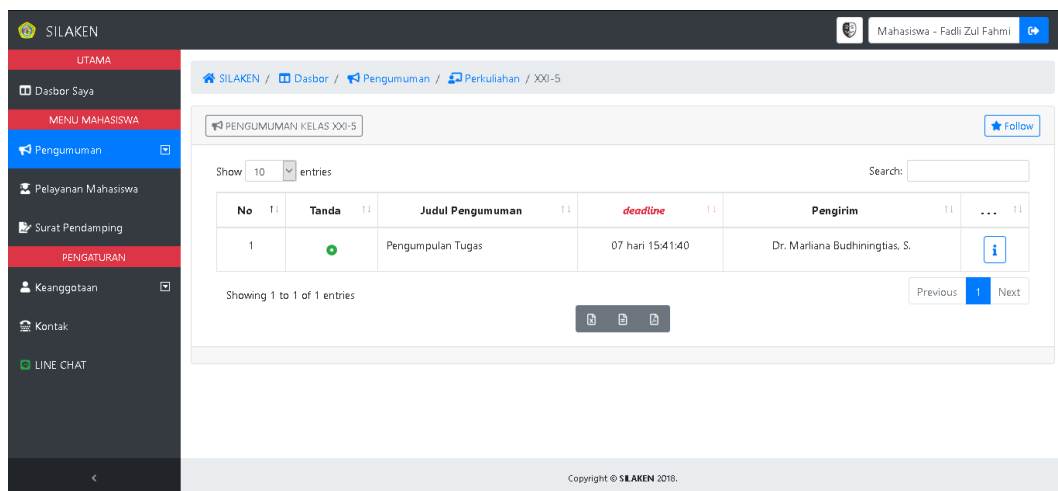 SILAKEN
Mahasiswa - Fadli Zul Fahmi
UTAMA
Dasbor Saya
MENU MAHASISWA
Pengumuman
Pelayanan Mahasiswa
Surat Pendamping
PENGATURAN
Keanggotaan
Kontak
LINE CHAT
SILAKEN / Dasbor / Pengumuman / Perkuliahan / XXI-5
PENGUMUMAN KELAS XXI-5
Follow
Show 10 entries
Search:
No Tanda Judul Pengumuman deadline Pengirim ...
1 Pengumpulan Tugas 07 hari 15:41:40 Dr. Marliana Budhiningtias, S.
Showing 1 to 1 of 1 entries
Previous 1 Next
Copyright © SILAKEN 2018.